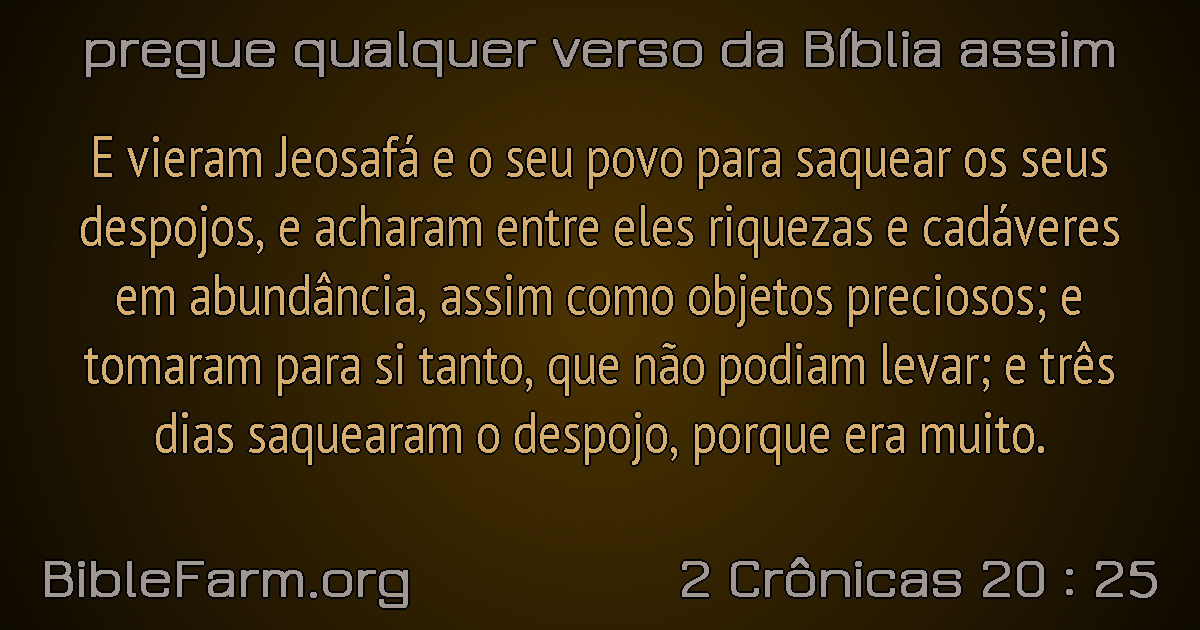 pregue qualquer verso da Bíblia assim
E vieram Jeosafá e o seu povo para saquear os seus
despojos, e acharam entre eles riquezas e cadáveres
em abundância, assim como objetos preciosos; e
tomaram para si tanto, que não podiam levar; e três
dias saquearam o despojo, porque era muito.
BibleFarm.org
2 Crônicas 20 : 25